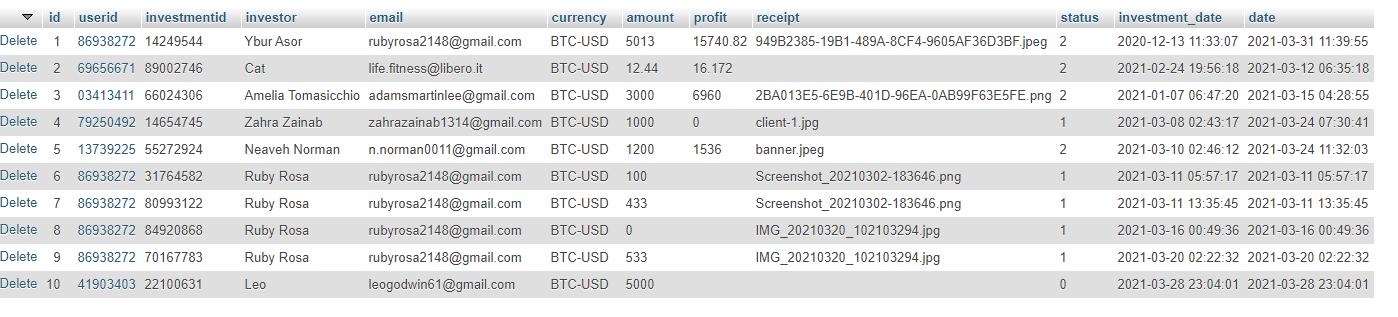 id userid investmentid investor email currency amount profit receipt status investment_date date
Delete 1 86938272 14249544 Ybur Asor rubyrosa2148@gmail.com BTC-USD 5013 15740.82 949B2385-19B1-489A-8CF4-9605AF36D3BF.jpeg 2 2020-12-13 11:33:07 2021-03-31 11:39:55
Delete 2 69656671 89002746 Cat life.fitness@libero.it BTC-USD 12.44 16.172 2 2021-02-24 19:56:18 2021-03-12 06:35:18
Delete 3 03413411 66024306 Amelia Tomasicchio adamsmartinlee@gmail.com BTC-USD 3000 6960 2BA013E5-6E9B-401D-96EA-0AB99F63E5FE.png 2 2021-01-07 06:47:20 2021-03-15 04:28:55
Delete 4 79250492 14654745 Zahra Zainab zahrazainab1314@gmail.com BTC-USD 1000 0 client-1.jpg 1 2021-03-08 02:43:17 2021-03-24 07:30:41
Delete 5 13739225 55272924 Neaveh Norman n.norman0011@gmail.com BTC-USD 1200 1536 banner.jpeg 2 2021-03-10 02:46:12 2021-03-24 11:32:03
Delete 6 86938272 31764582 Ruby Rosa rubyrosa2148@gmail.com BTC-USD 100 Screenshot_20210302-183646.png 1 2021-03-11 05:57:17 2021-03-11 05:57:17
Delete 7 86938272 80993122 Ruby Rosa rubyrosa2148@gmail.com BTC-USD 433 Screenshot_20210302-183646.png 1 2021-03-11 13:35:45 2021-03-11 13:35:45
Delete 8 86938272 84920868 Ruby Rosa rubyrosa2148@gmail.com BTC-USD 0 IMG_20210320_102103294.jpg 1 2021-03-16 00:49:36 2021-03-16 00:49:36
Delete 9 86938272 70167783 Ruby Rosa rubyrosa2148@gmail.com BTC-USD 533 IMG_20210320_102103294.jpg 1 2021-03-20 02:22:32 2021-03-20 02:22:32
Delete 10 41903403 22100631 Leo leogodwin61@gmail.com BTC-USD 5000 0 2021-03-28 23:04:01 2021-03-28 23:04:01